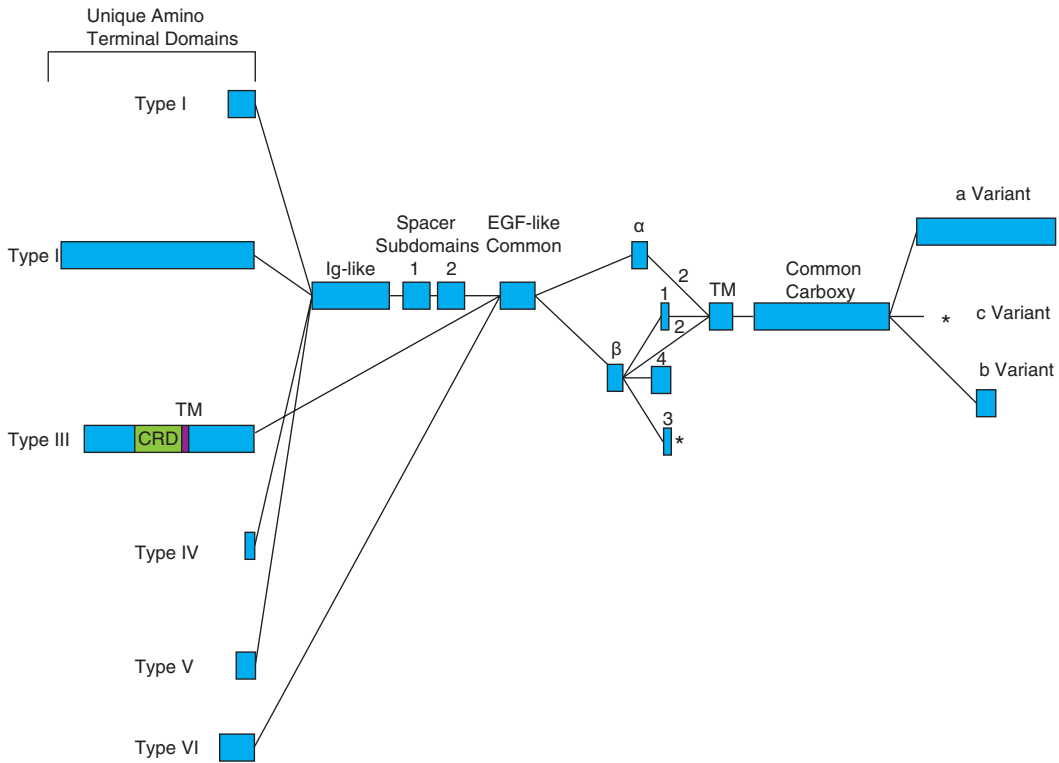 Unique Amino
Terminal Domains
Type I
Type I
Type III
CRD
TM
Type IV
Type V
Type VI
Ig-like
Spacer
Subdomains
1
2
EGF-like
Common
α
2
1
2
β
4
3
*
TM
Common
Carboxy
a Variant
* c Variant
b Variant